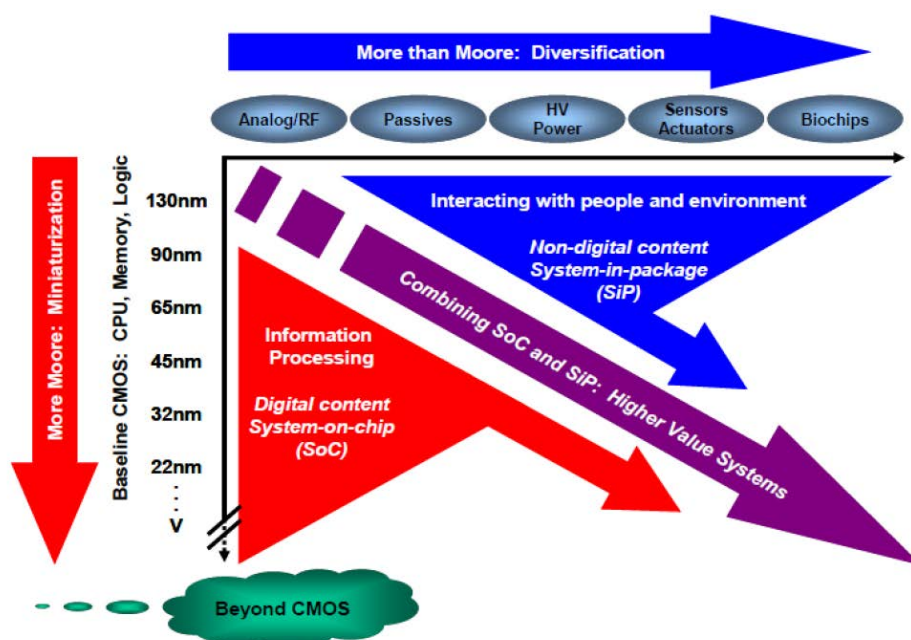 More than Moore: Diversification
Analog/RF
Passives
HV
Power
Sensors
Actuators
Biochips
More Moore: Miniaturization
Baseline CMOS: CPU, Memory, Logic
130nm
90nm
65nm
45nm
32nm
22nm
.
.
.
V
Interacting with people and environment
Non-digital content
System-in-package
(SiP)
Combining SoC and SiP: Higher Value Systems
Information
Processing
Digital content
System-on-chip
(SoC)
Beyond CMOS